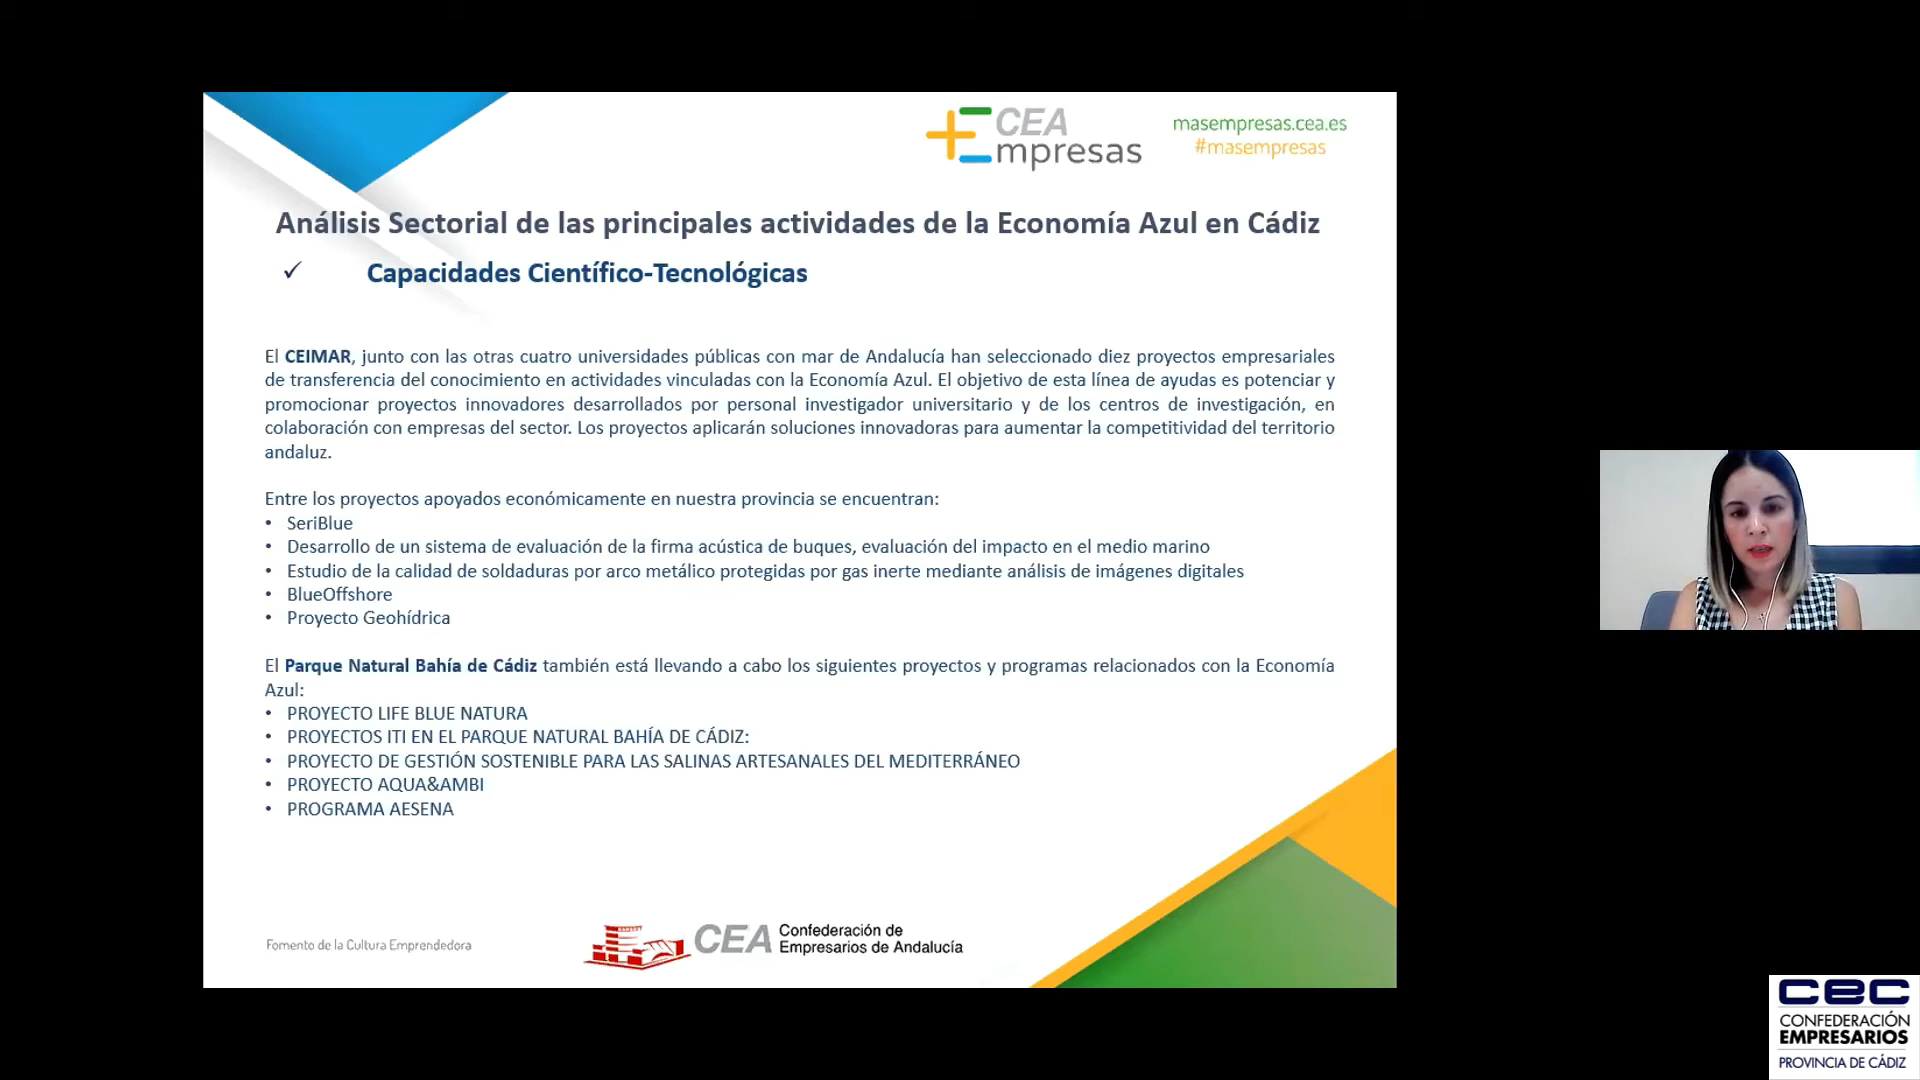 CEA
Empresas
masempresas.cea.es
#masempresas
Análisis Sectorial de las principales actividades de la Economía Azul en Cádiz
✓ Capacidades Científico-Tecnológicas
El CEIMAR, junto con las otras cuatro universidades públicas con mar de Andalucía han seleccionado diez proyectos empresariales
de transferencia del conocimiento en actividades vinculadas con la Economía Azul. El objetivo de esta línea de ayudas es potenciar y
promocionar proyectos innovadores desarrollados por personal investigador universitario y de los centros de investigación, en
colaboración con empresas del sector. Los proyectos aplicarán soluciones innovadoras para aumentar la competitividad del territorio
andaluz.
Entre los proyectos apoyados económicamente en nuestra provincia se encuentran:
• SeriBlue
• Desarrollo de un sistema de evaluación de la firma acústica de buques, evaluación del impacto en el medio marino
• Estudio de la calidad de soldaduras por arco metálico protegidas por gas inerte mediante análisis de imágenes digitales
• BlueOffshore
• Proyecto Geohídrica
El Parque Natural Bahía de Cádiz también está llevando a cabo los siguientes proyectos y programas relacionados con la Economía
Azul:
• PROYECTO LIFE BLUE NATURA
• PROYECTOS ITI EN EL PARQUE NATURAL BAHÍA DE CÁDIZ:
• PROYECTO DE GESTIÓN SOSTENIBLE PARA LAS SALINAS ARTESANALES DEL MEDITERRÁNEO
• PROYECTO AQUA&AMBI
• PROGRAMA AESENA
Fomento de la Cultura Emprendedora
CEA Confederación de
Empresarios de Andalucía
cec
CONFEDERACIÓN
EMPRESARIOS
PROVINCIA DE CÁDIZ